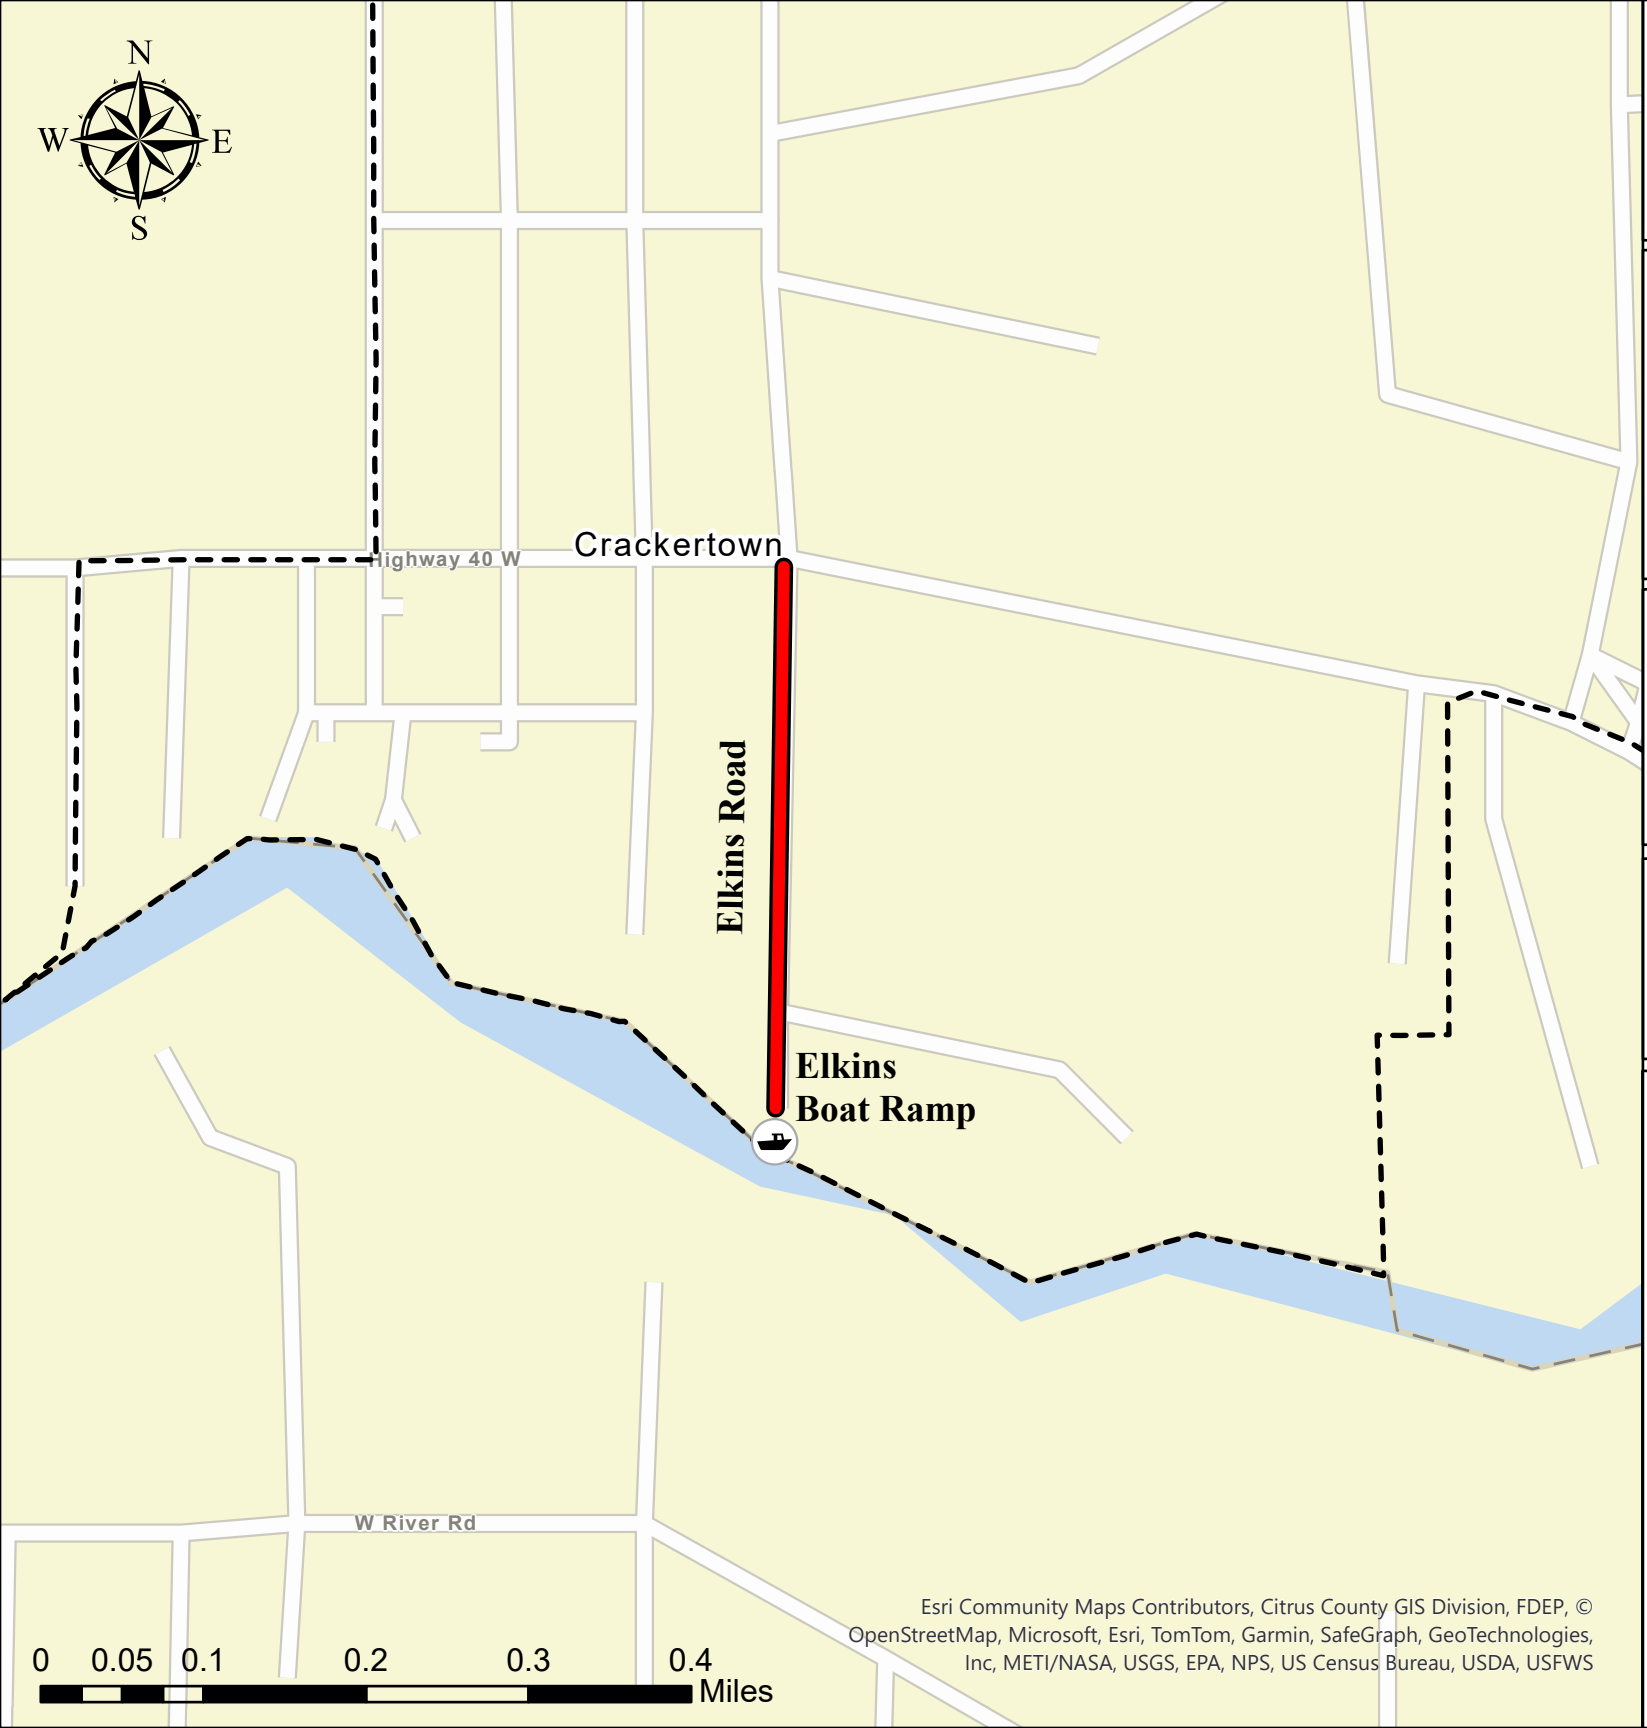 N
W E
S
Crackertown
Highway 40 W
Elkins Road
Elkins
Boat Ramp
W River Rd
Esri Community Maps Contributors, Citrus County GIS Division, FDEP, ©
OpenStreetMap, Microsoft, Esri, TomTom, Garmin, SafeGraph, GeoTechnologies,
Inc, METI/NASA, USGS, EPA, NPS, US Census Bureau, USDA, USFWS
0 0.05 0.1 0.2 0.3 0.4
Miles